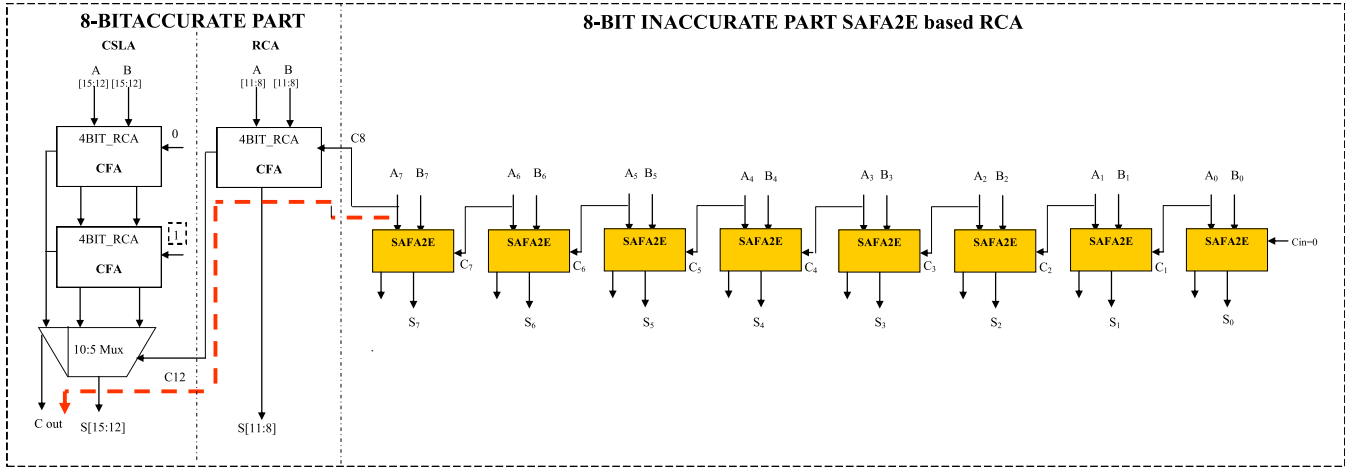 8-BITACCURATE PART
8-BIT INACCURATE PART SAFA2E based RCA
CSLA
RCA
A B
[15:12] [15:12]
A B
[11:8] [11:8]
4BIT_RCA
CFA
0
4BIT_RCA
CFA
C8
A7 B7
A6 B6
A5 B5
A4 B4
A3 B3
A2 B2
A1 B1
A0 B0
4BIT_RCA
CFA
1
SAFA2E
SAFA2E
SAFA2E
SAFA2E
SAFA2E
SAFA2E
SAFA2E
SAFA2E
Cin=0
C7
C6
C5
C4
C3
C2
C1
S7
S6
S5
S4
S3
S2
S1
S0
10:5 Mux
C12
C out
S[15:12]
S[11:8]